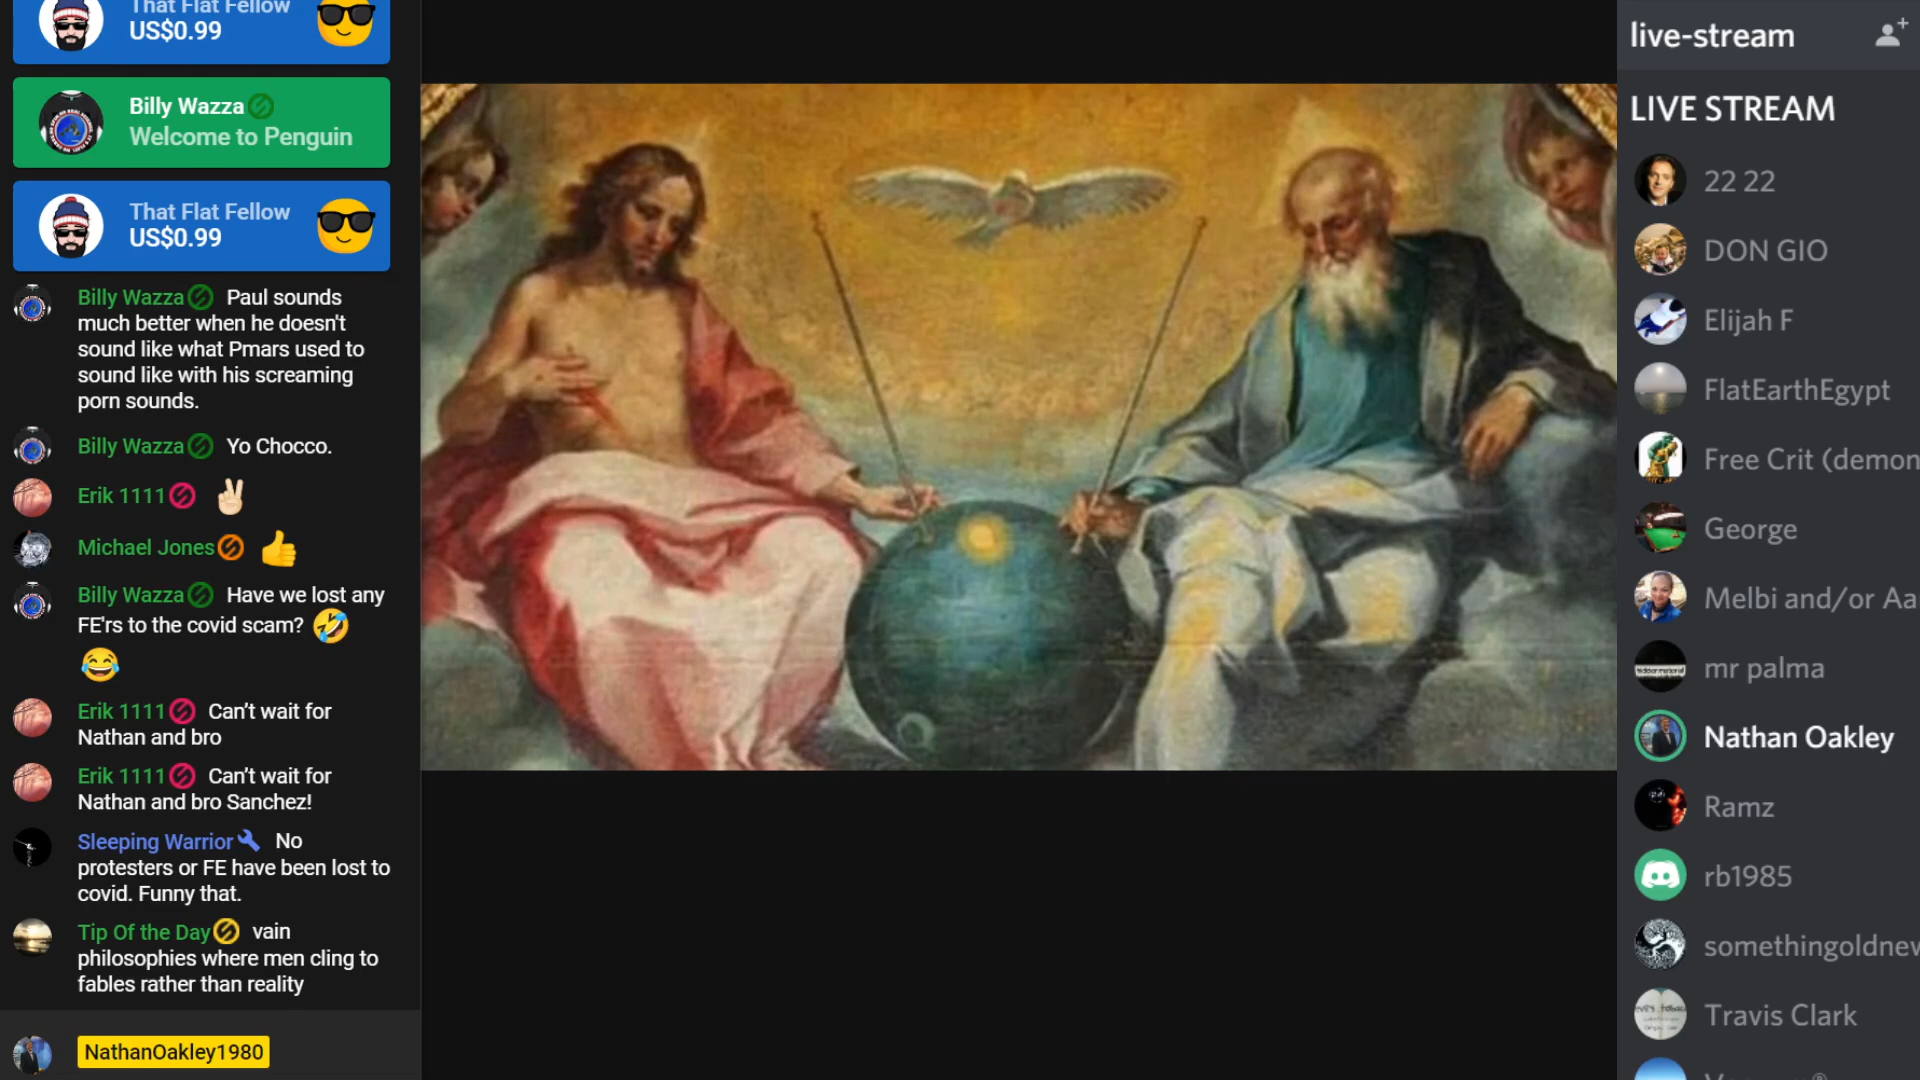 That Flat Fellow
US$0.99
Billy Wazza
Welcome to Penguin
That Flat Fellow
US$0.99
Billy Wazza Paul sounds
much better when he doesn't
sound like what Pmars used to
sound like with his screaming
porn sounds.
Billy Wazza Yo Chocco.
Erik 1111
Michael Jones
Billy Wazza Have we lost any
FE'rs to the covid scam?
Erik 1111 Can't wait for
Nathan and bro
Erik 1111 Can't wait for
Nathan and bro Sanchez!
Sleeping Warrior No
protesters or FE have been lost to
covid. Funny that.
Tip Of the Day vain
philosophies where men cling to
fables rather than reality
NathanOakley1980
live-stream
LIVE STREAM
22 22
DON GIO
Elijah F
FlatEarthEgypt
Free Crit (demon
George
Melbi and/or Aa
mr palma
Nathan Oakley
Ramz
rb1985
somethingoldnew
Travis Clark